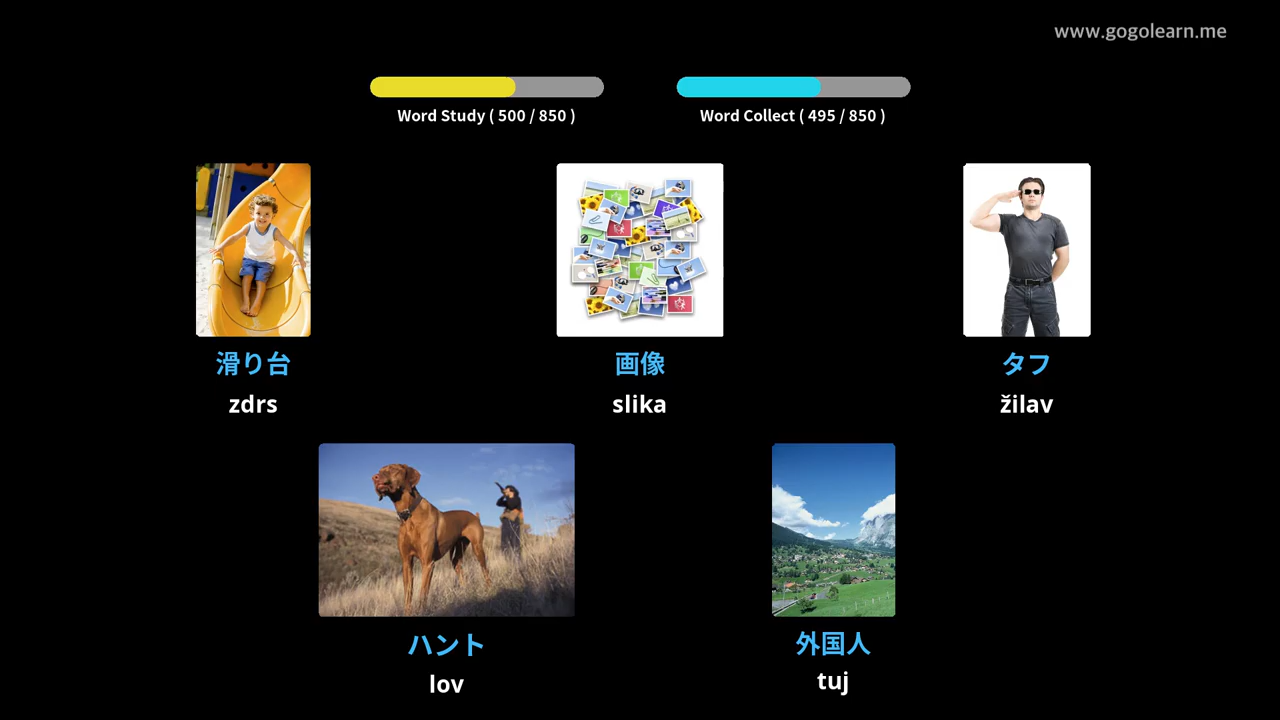 www.gogolearn.me
Word Study ( 500 / 850 )
Word Collect ( 495 / 850 )
滑り台
zdrs
画像
slika
タフ
žilav
ハント
lov
外国人
tuj